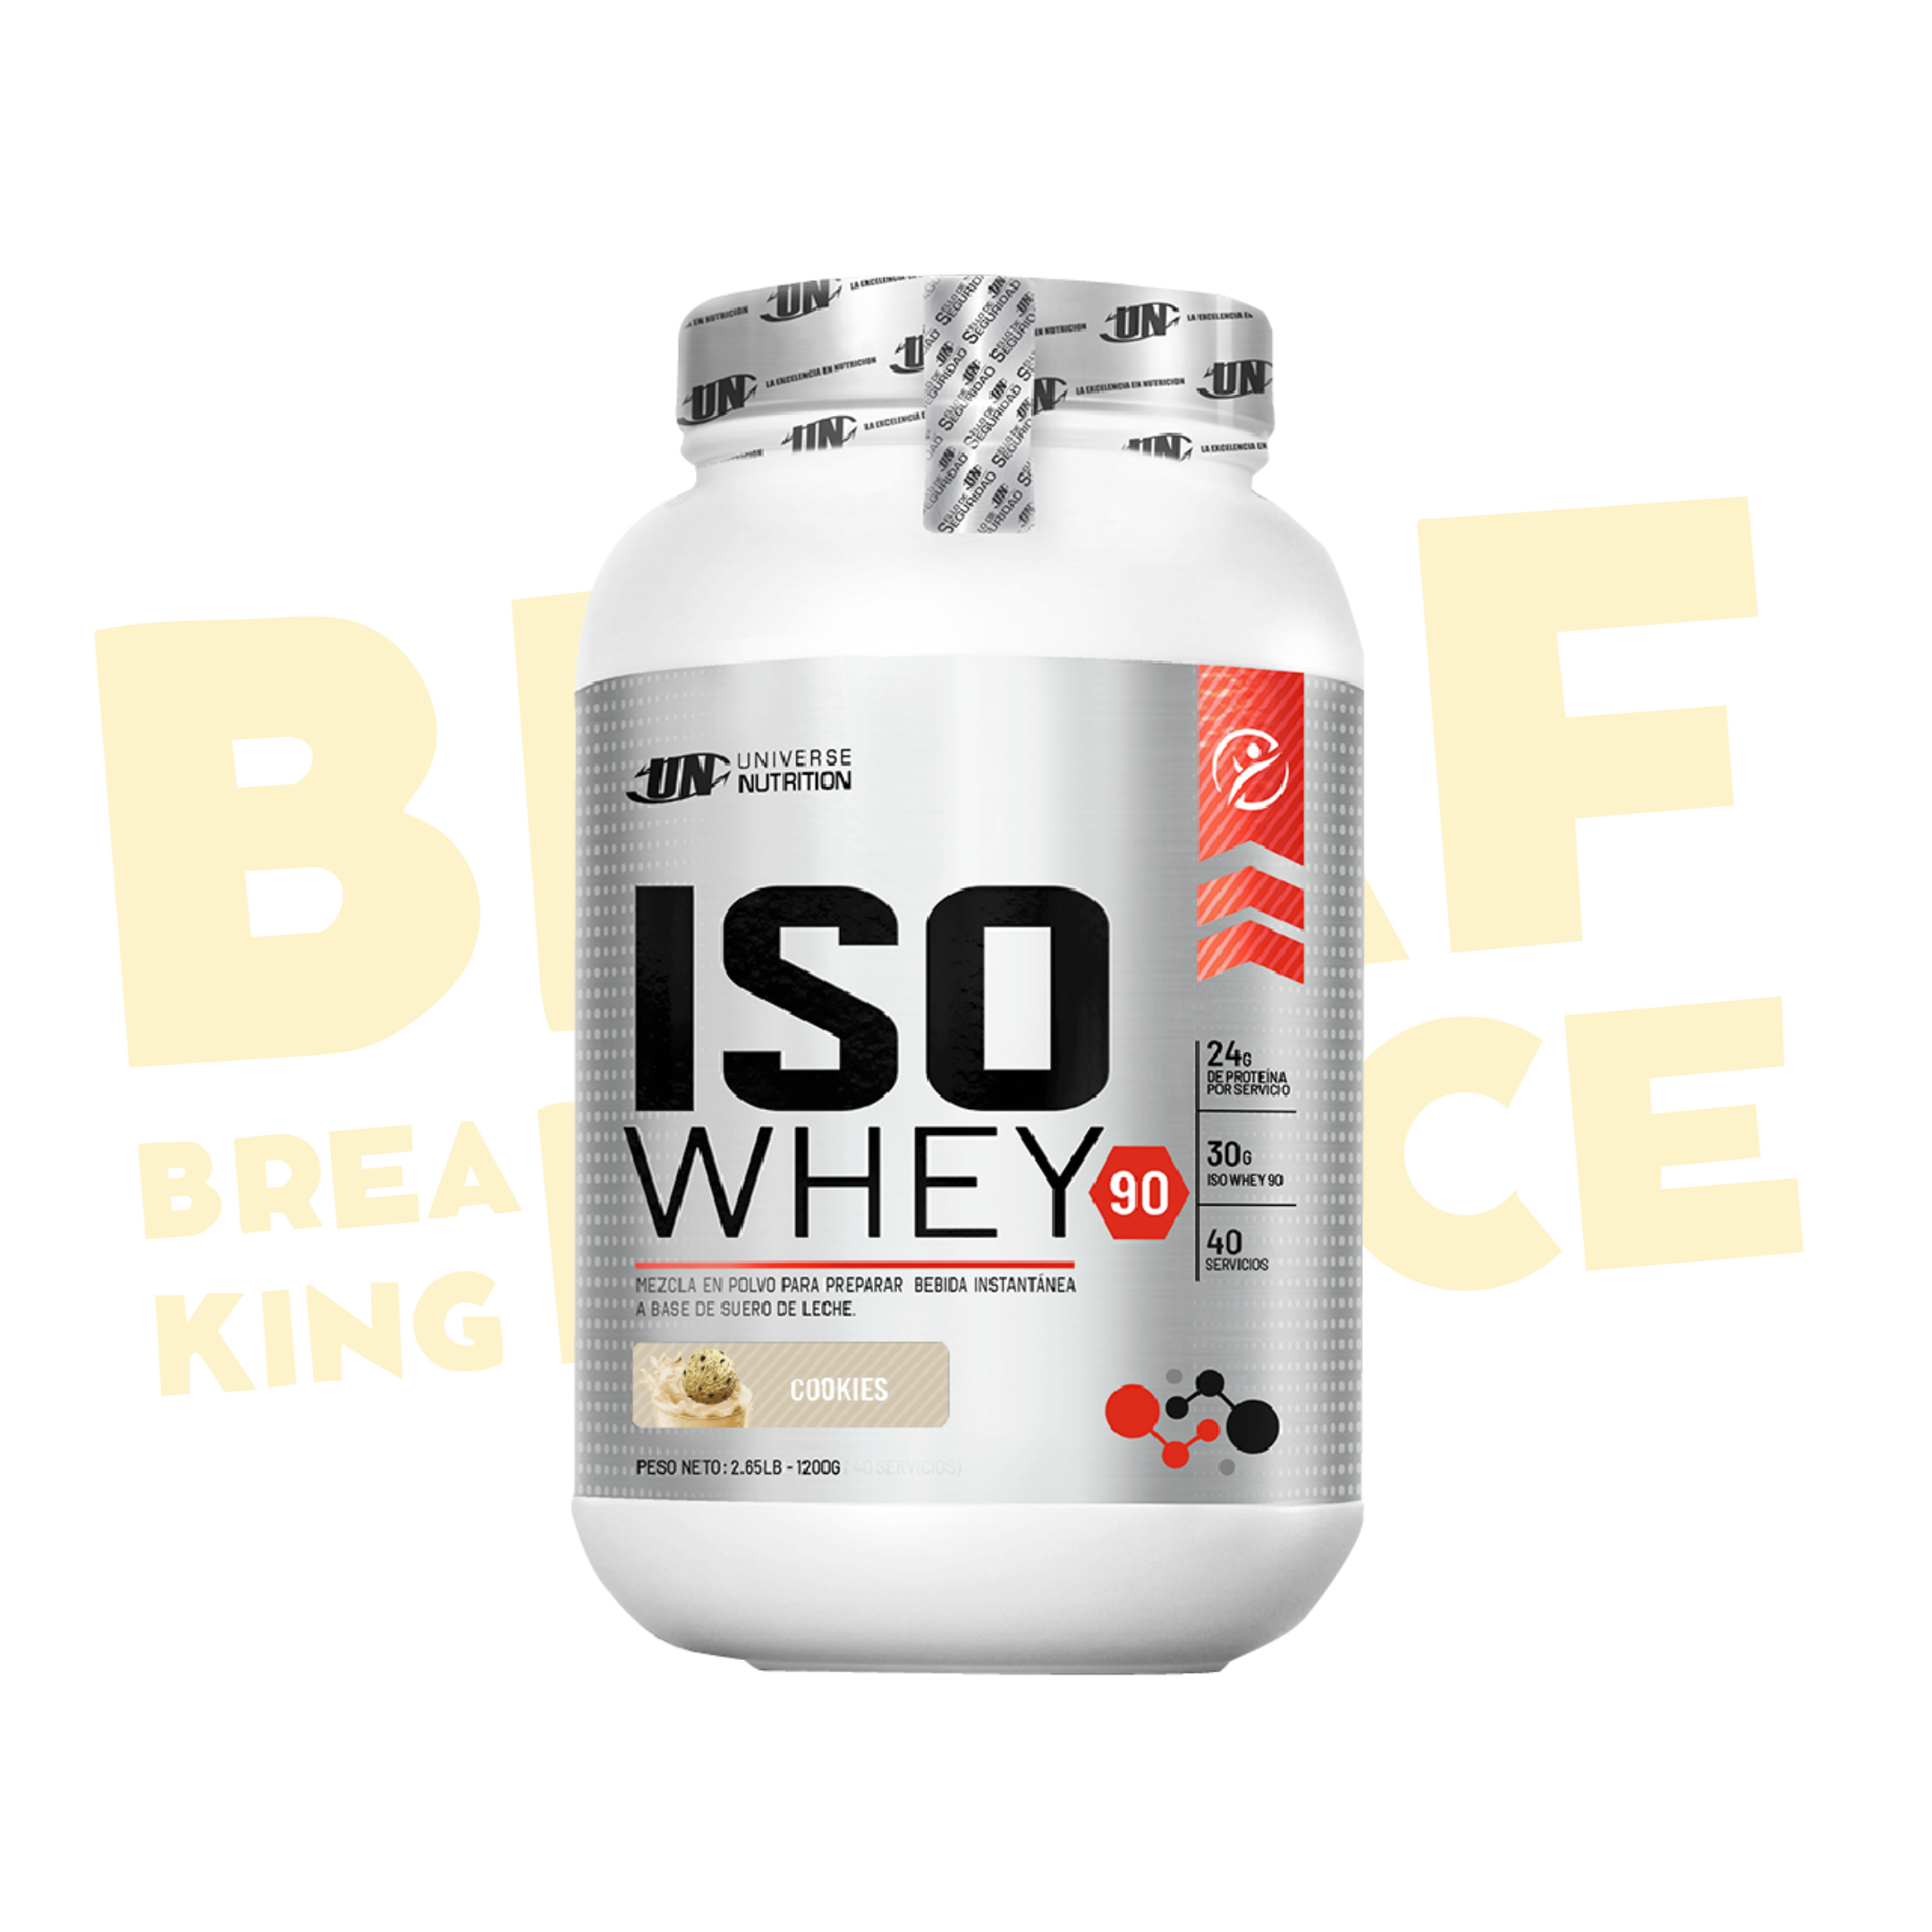 UN
LA EXCELENCIA EN NUTRICIÓN
SELLO DE SEGURIDAD
UN UNIVERSE
NUTRITION
ISO
WHEY 90
MEZCLA EN POLVO PARA PREPARAR BEBIDA INSTANTÁNEA
A BASE DE SUERO DE LECHE.
COOKIES
PESO NETO: 2.65LB - 1200G (40 SERVICIOS)
24G
DE PROTEÍNA
POR SERVICIO
30G
ISO WHEY 90
40
SERVICIOS
BREA
KING